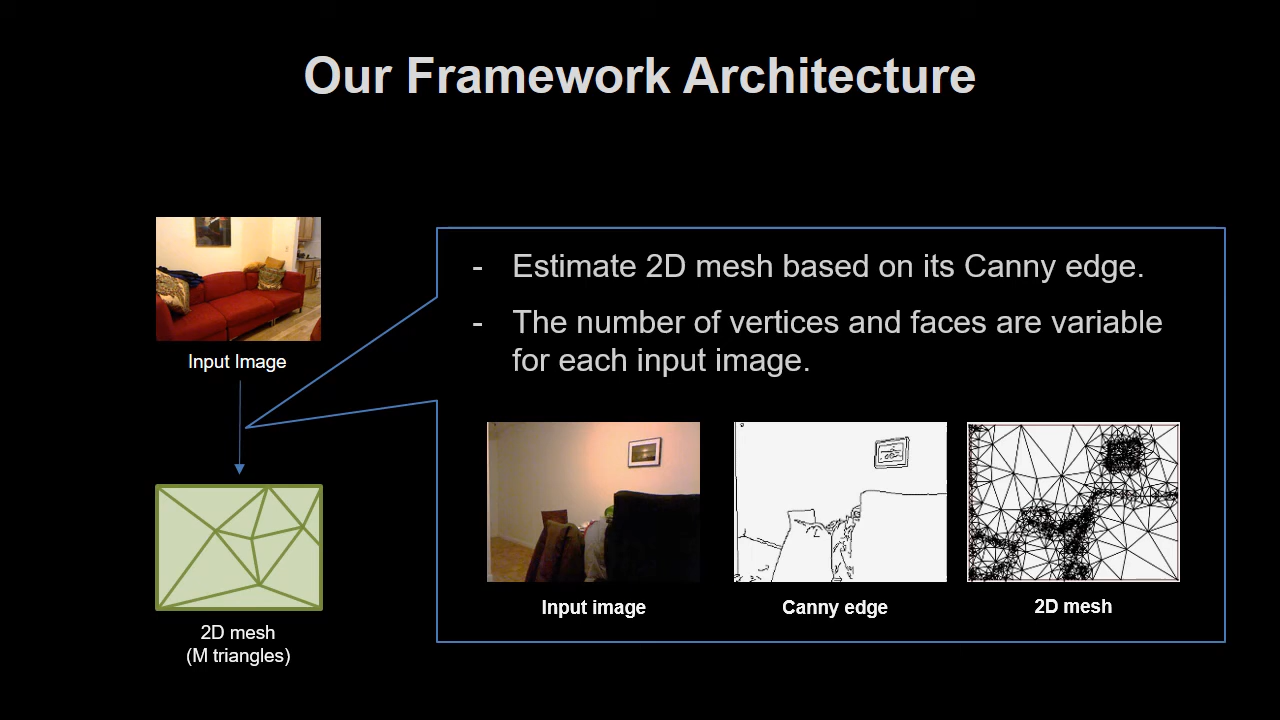 Our Framework Architecture
Input Image
2D mesh
(M triangles)
- Estimate 2D mesh based on its Canny edge.
- The number of vertices and faces are variable
for each input image.
Input image
Canny edge
2D mesh